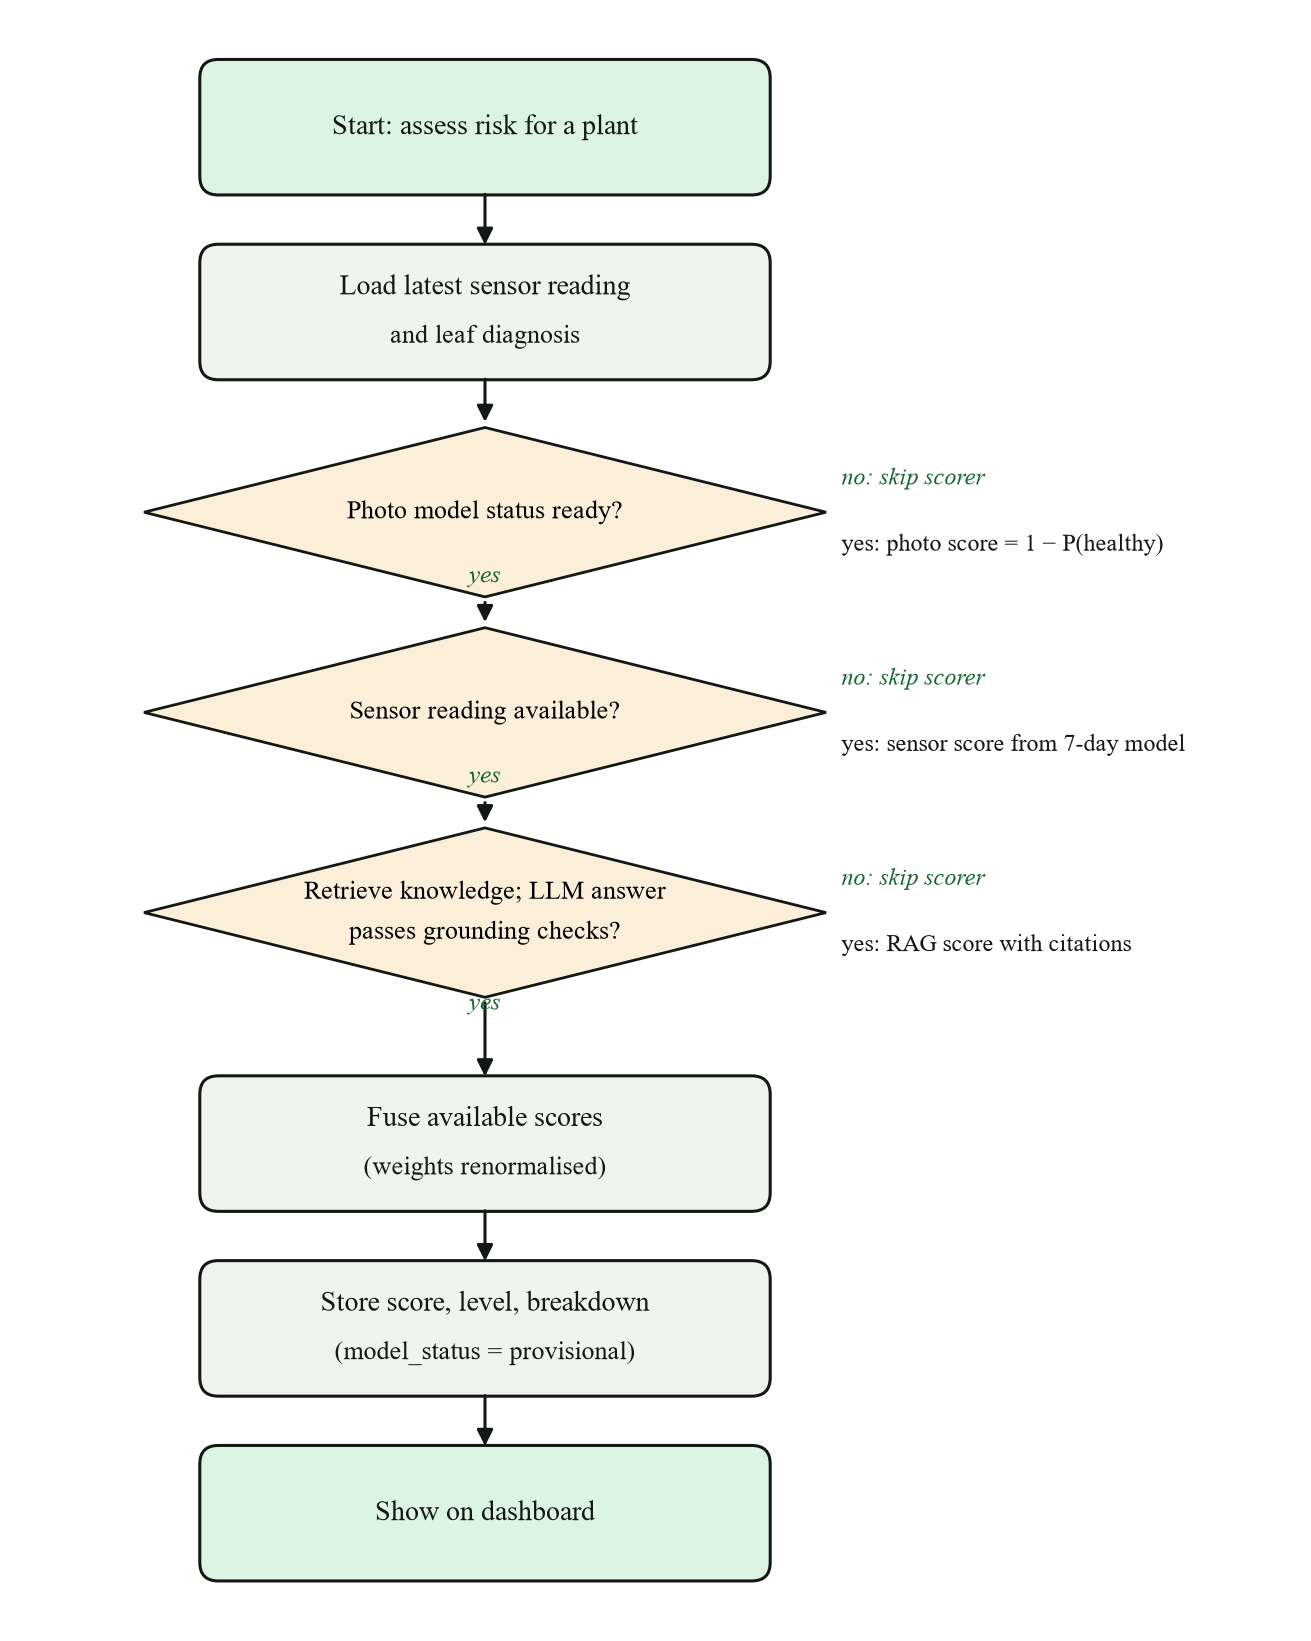 Start: assess risk for a plant
Load latest sensor reading
and leaf diagnosis
no: skip scorer
Photo model status ready?
yes: photo score = 1 − P(healthy)
yes
no: skip scorer
Sensor reading available?
yes: sensor score from 7-day model
yes
no: skip scorer
Retrieve knowledge; LLM answer
passes grounding checks?
yes: RAG score with citations
yes
Fuse available scores
(weights renormalised)
Store score, level, breakdown
(model_status = provisional)
Show on dashboard